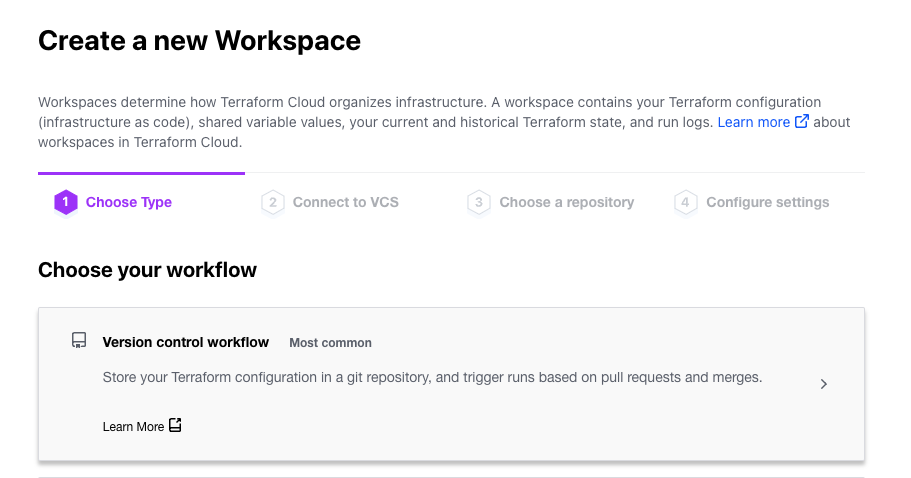 Create a new Workspace
Workspaces determine how Terraform Cloud organizes infrastructure. A workspace contains your Terraform configuration
(infrastructure as code), shared variable values, your current and historical Terraform state, and run logs. Learn more about
workspaces in Terraform Cloud.
1 Choose Type 2 Connect to VCS 3 Choose a repository 4 Configure settings
Choose your workflow
Version control workflow Most common
Store your Terraform configuration in a git repository, and trigger runs based on pull requests and merges.
Learn More